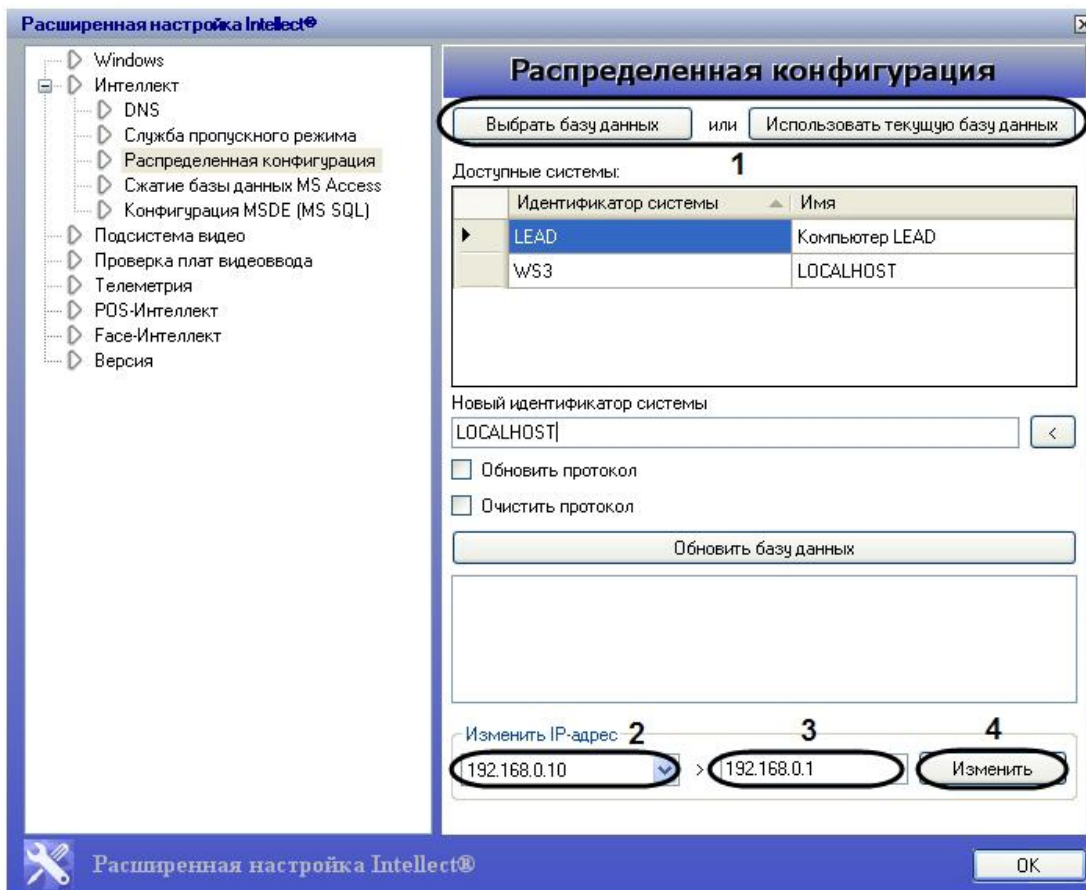 Расширенная настройка Intellect®
Windows
Интеллект
DNS
Служба пропускного режима
Распределенная конфигурация
Сжатие базы данных MS Access
Конфигурация MSDE (MS SQL)
Подсистема видео
Проверка плат видеоввода
Телеметрия
POS-Интеллект
Face-Интеллект
Версия
Распределенная конфигурация
Выбрать базу данных или Использовать текущую базу данных
1
Доступные системы:
Идентификатор системы Имя
LEAD Компьютер LEAD
WS3 LOCALHOST
Новый идентификатор системы
LOCALHOST <
Обновить протокол
Очистить протокол
Обновить базу данных
Изменить IP-адрес 2 3 4
192.168.0.10 > 192.168.0.1 Изменить
Расширенная настройка Intellect®
OK